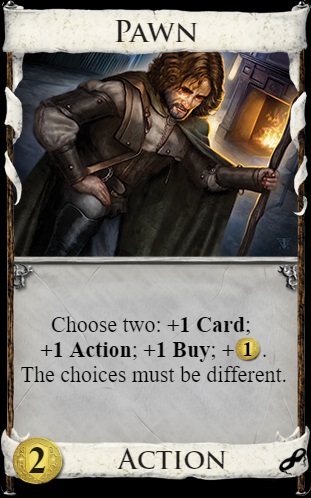 PAWN
Choose two: +1 Card;
+1 Action; +1 Buy; +1.
The choices must be different.
2 ACTION